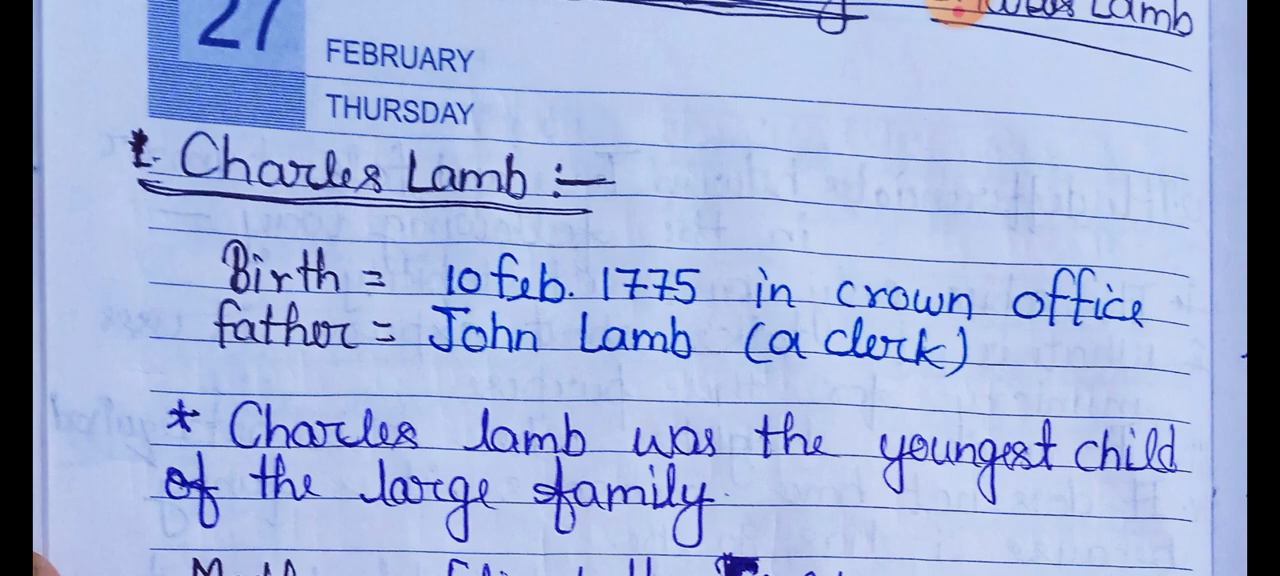 Lamb
27
FEBRUARY
THURSDAY
Charles Lamb :-
Birth = 10 feb. 1775 in crown office
father = John Lamb (a clerk)
* Charles lamb was the youngest child
of the large family.